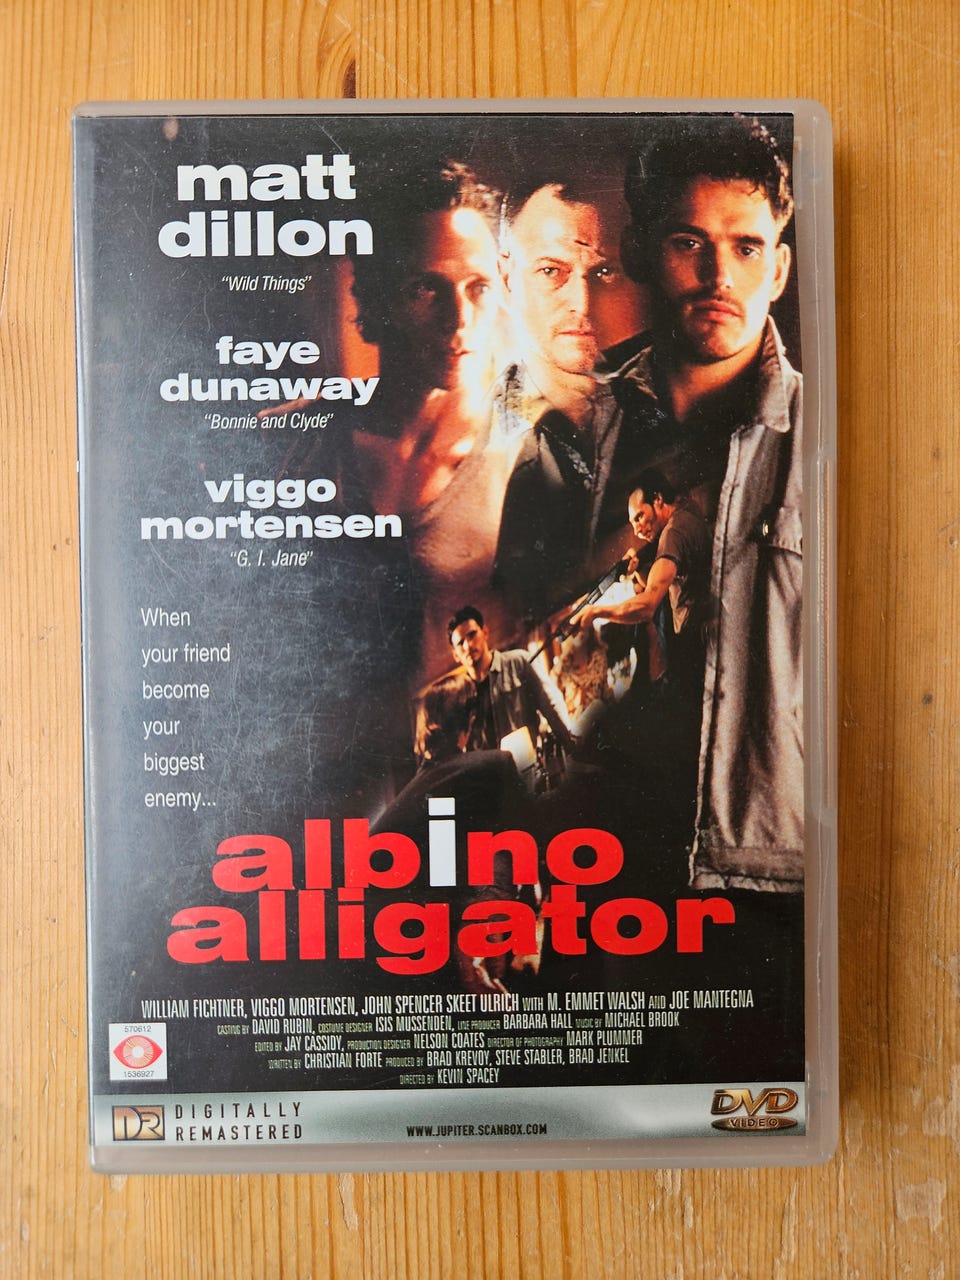 matt
dillon
“Wild Things”
faye
dunaway
“Bonnie and Clyde”
viggo
mortensen
“G. I. Jane”
When
your friend
become
your
biggest
enemy...
albino
alligator
WILLIAM FICHTNER, VIGGO MORTENSEN, JOHN SPENCER SKEET ULRICH WITH M. EMMET WALSH AND JOE MANTEGNA
CASTING BY DAVID RUBIN, COSTUME DESIGNER ISIS MUSSENDEN, LINE PRODUCER BARBARA HALL MUSIC BY MICHAEL BROOK
EDITED BY JAY CASSIDY, PRODUCTION DESIGNER NELSON COATES DIRECTOR OF PHOTOGRAPHY MARK PLUMMER
WRITTEN BY CHRISTIAN FORTE PRODUCED BY BRAD KREVOY, STEVE STABLER, BRAD JENKEL
DIRECTED BY KEVIN SPACEY
570612
1536927
DR
DIGITALLY
REMASTERED
WWW.JUPITER.SCANBOX.COM
DVD
VIDEO